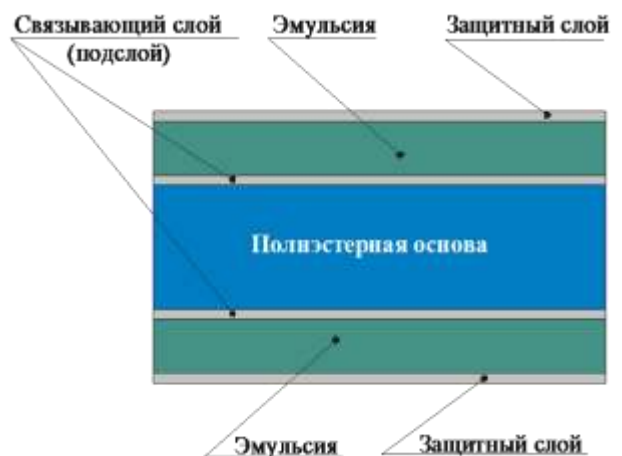 Связывающий слой
(подслой)
Эмульсия
Защитный слой
Полиэстерная основа
Эмульсия
Защитный слой